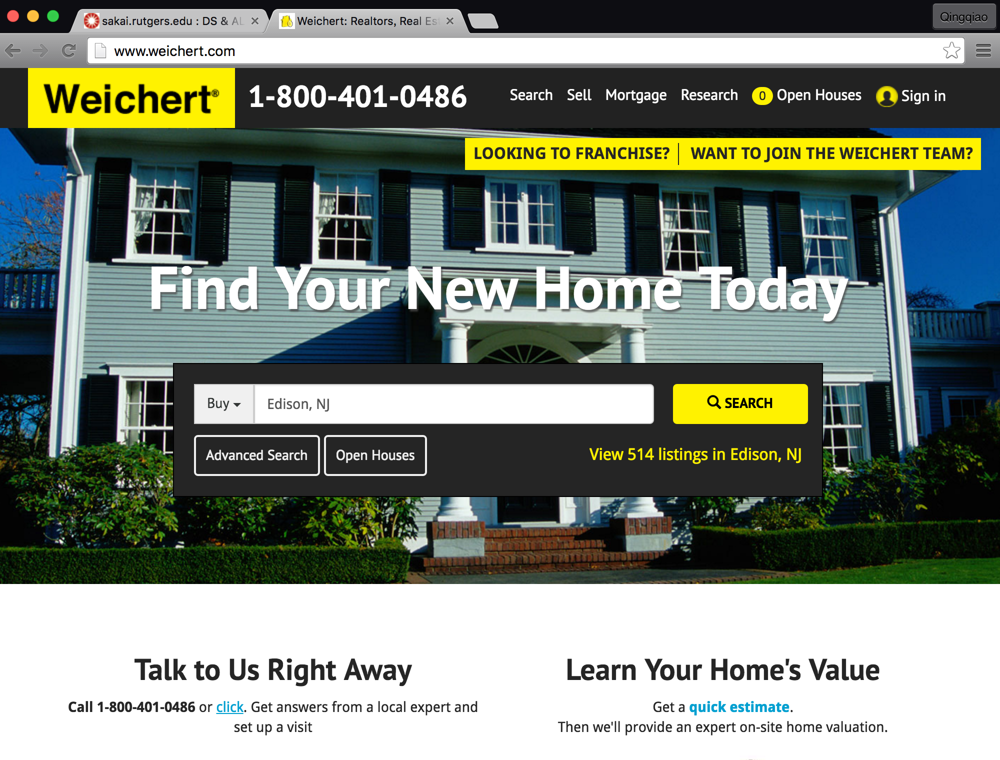 sakai.rutgers.edu : DS & AL
Weichert: Realtors, Real Est
Qingqiao
www.weichert.com
Weichert®
1-800-401-0486
Search Sell Mortgage Research 0 Open Houses Sign in
LOOKING TO FRANCHISE? WANT TO JOIN THE WEICHERT TEAM?
Find Your New Home Today
Buy Edison, NJ SEARCH
Advanced Search Open Houses View 514 listings in Edison, NJ
Talk to Us Right Away
Call 1-800-401-0486 or click. Get answers from a local expert and
set up a visit
Learn Your Home's Value
Get a quick estimate.
Then we'll provide an expert on-site home valuation.